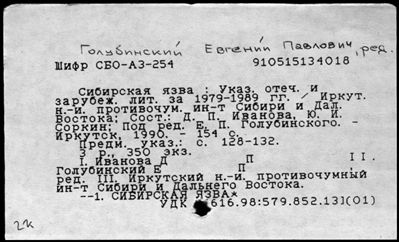 Голубинский Евгений Павлович, ред.
Шифр СБО-АЗ-254 910515134018
Сибирская язва : Указ. отеч. и
зарубеж. лит. за 1979-1989 гг. / Иркут.
н.-и. противочум. ин-т Сибири и Дал.
Востока; Сост.: Д. П. Иванова, Ю. И.
Соркин; Под ред. Е. П. Голубинского. -
Иркутск, 1990. - 154 с.
Предм. указ.: с. 128-132.
3 р., 350 экз.
I. Иванова Д П II.
Голубинский Е П
ред. III. Иркутский н.-и. противочумный
ин-т Сибири и Дальнего Востока.
--1. СИБИРСКАЯ ЯЗВА*
УДК 616.98:579.852.13](01)
2к